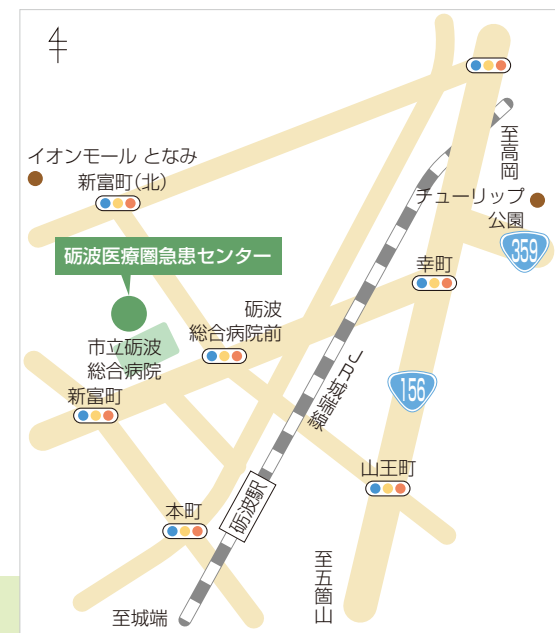 イオンモール となみ
新富町(北)
至高岡
チューリップ
公園
359
砺波医療圏急患センター
幸町
砺波
総合病院前
市立砺波
総合病院
新富町
JR城端線
156
山王町
砺波駅
本町
至五箇山
至城端